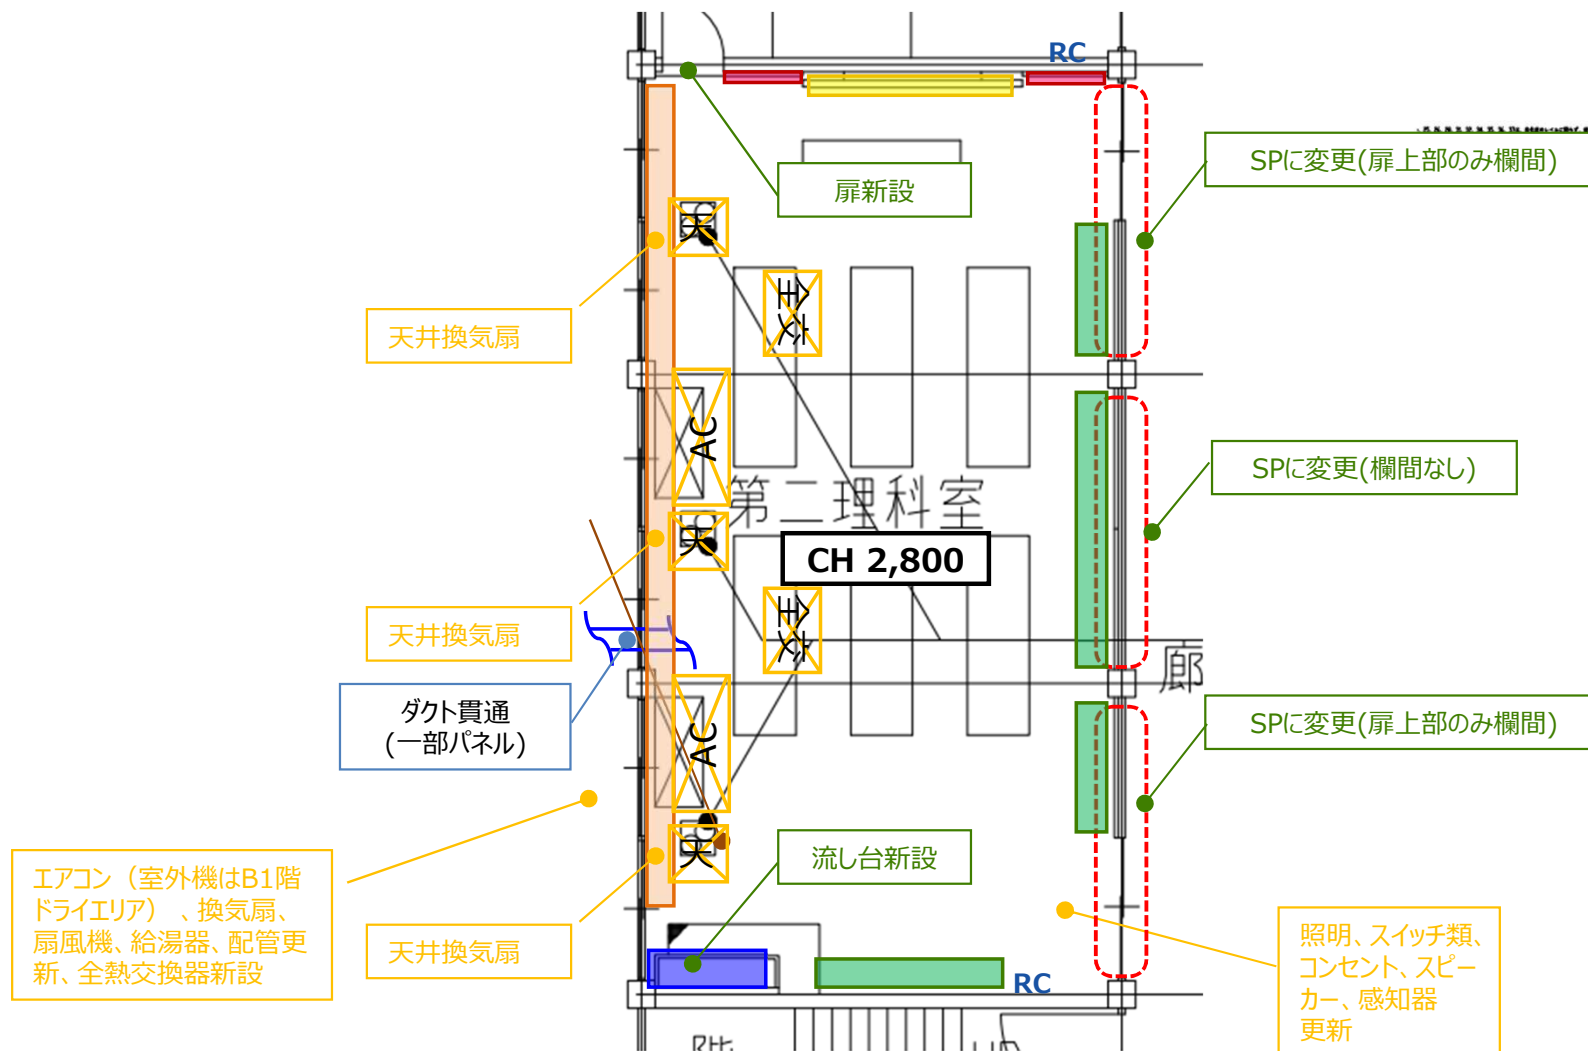 RC
SPに変更(扉上部のみ欄間)
扉新設
天
全交
天井換気扇
AC
SPに変更(欄間なし)
第二理科室
天
CH 2,800
天井換気扇
全交
廊
ダクト貫通
(一部パネル)
SPに変更(扉上部のみ欄間)
AC
流し台新設
天
エアコン（室外機はB1階
ドライエリア）、換気扇、
扇風機、給湯器、配管更
新、全熱交換器新設
天井換気扇
照明、スイッチ類、
コンセント、スピー
カー、感知器
更新
RC
階